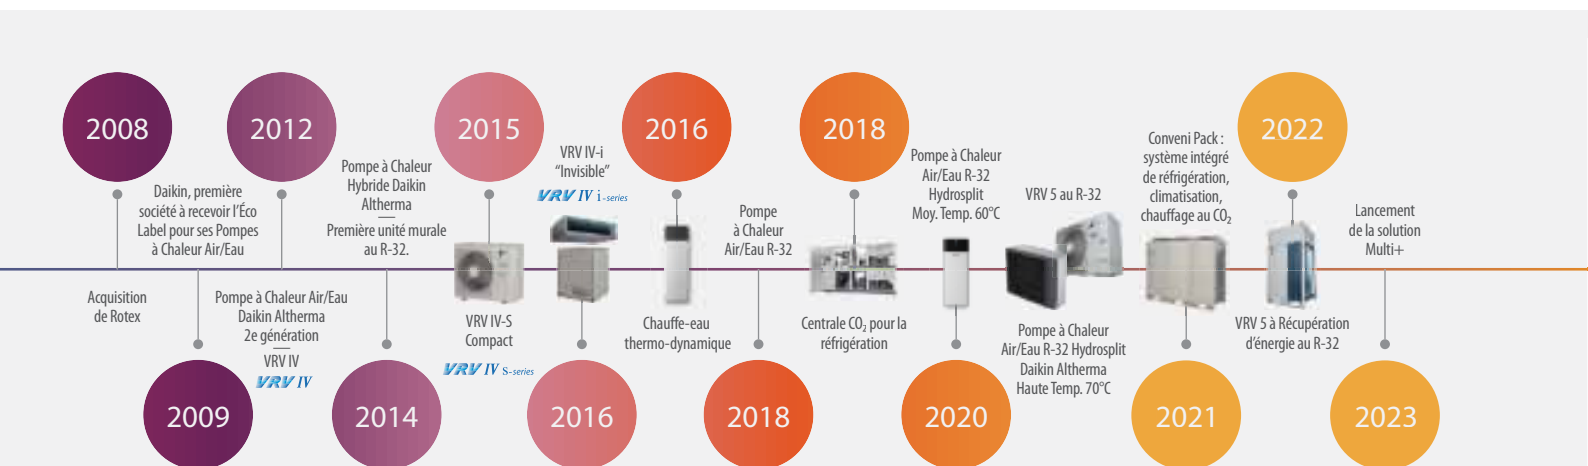 2008
Acquisition
de Rotex
Daikin, première
société à recevoir l'Éco
Label pour ses Pompes
à Chaleur Air/Eau
2009
2012
Pompe à Chaleur Air/Eau
Daikin Altherma
2e génération
VRV IV
VRV IV
Pompe à Chaleur
Hybride Daikin
Altherma
Première unité murale
au R-32.
2014
2015
VRV IV-S
Compact
VRV IV S-series
VRV IV-i
“Invisible”
VRV IV i-series
2016
2016
Chauffe-eau
thermo-dynamique
Pompe
à Chaleur
Air/Eau R-32
2018
2018
Centrale CO₂ pour la
réfrigération
Pompe à Chaleur
Air/Eau R-32
Hydrosplit
Moy. Temp. 60°C
2020
VRV 5 au R-32
Pompe à Chaleur
Air/Eau R-32 Hydrosplit
Daikin Altherma
Haute Temp. 70°C
Conveni Pack :
système intégré
de réfrigération,
climatisation,
chauffage au CO₂
2021
2022
VRV 5 à Récupération
d'énergie au R-32
Lancement
de la solution
Multi+
2023